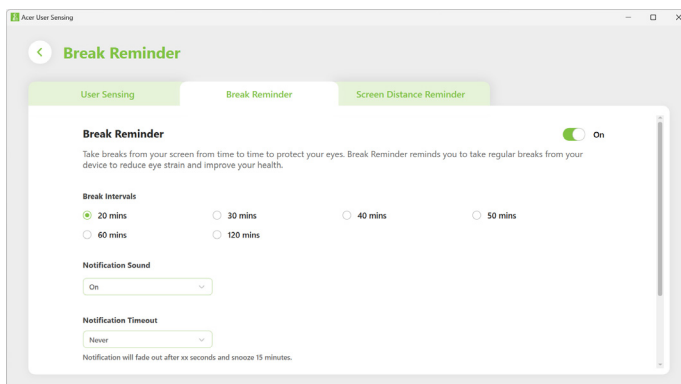 Acer User Sensing
Break Reminder
User Sensing
Break Reminder
Screen Distance Reminder
Break Reminder
On
Take breaks from your screen from time to time to protect your eyes. Break Reminder reminds you to take regular breaks from your
device to reduce eye strain and improve your health.
Break Intervals
20 mins
30 mins
40 mins
50 mins
60 mins
120 mins
Notification Sound
On
Notification Timeout
Never
Notification will fade out after xx seconds and snooze 15 minutes.